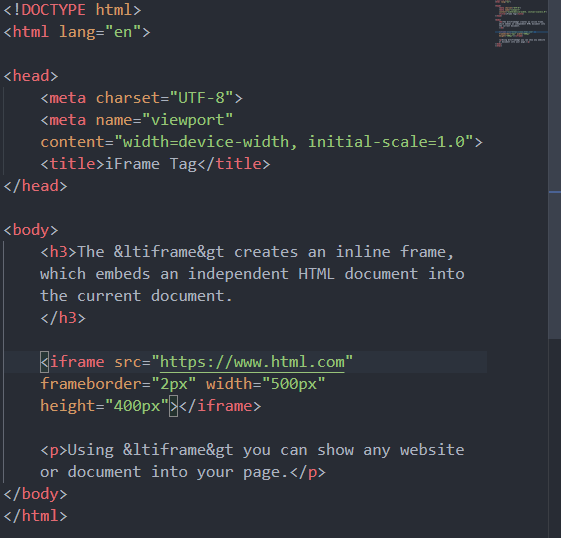 <!DOCTYPE html>
<html lang="en">
<head>
<meta charset="UTF-8">
<meta name="viewport"
content="width=device-width, initial-scale=1.0">
<title>iFrame Tag</title>
</head>
<body>
<h3>The &ltiframe&gt creates an inline frame,
which embeds an independent HTML document into
the current document.
</h3>
<iframe src="https://www.html.com"
frameborder="2px" width="500px"
height="400px"></iframe>
<p>Using &ltiframe&gt you can show any website
or document into your page.</p>
</body>
</html>